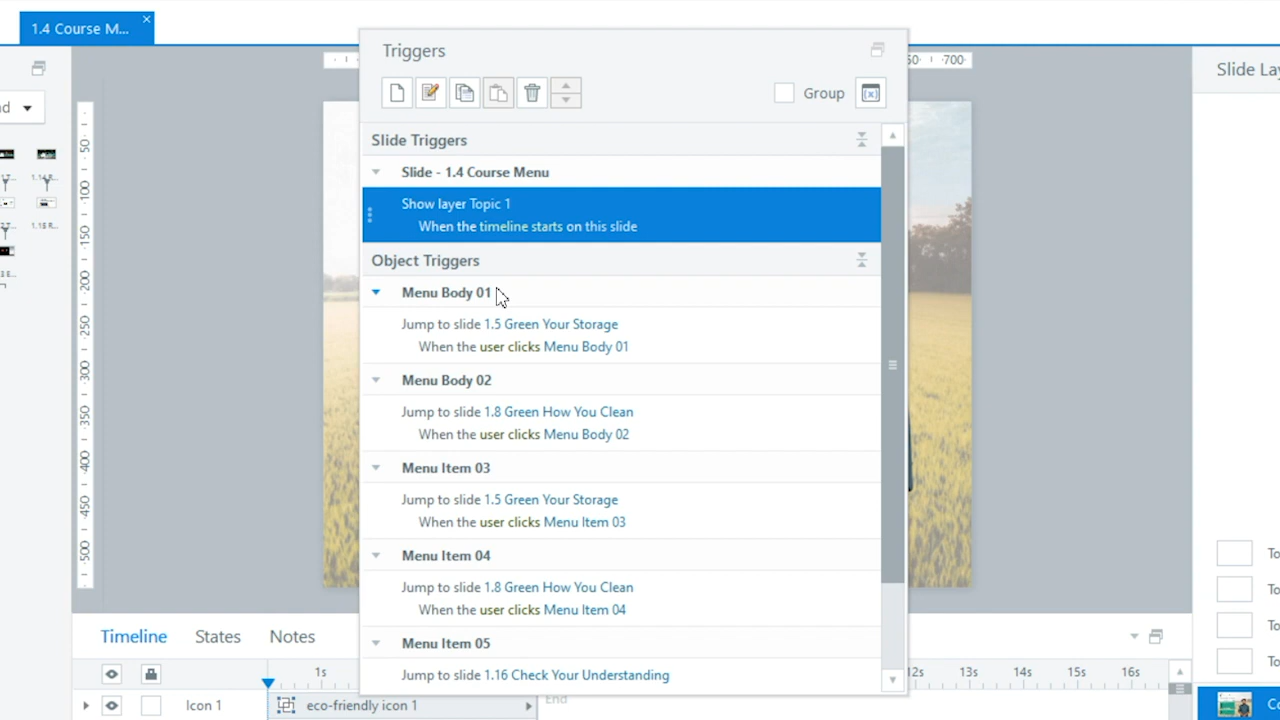 1.4 Course M...
Triggers
Group
Slide Triggers
Slide - 1.4 Course Menu
Show layer Topic 1
When the timeline starts on this slide
Object Triggers
Menu Body 01
Jump to slide 1.5 Green Your Storage
When the user clicks Menu Body 01
Menu Body 02
Jump to slide 1.8 Green How You Clean
When the user clicks Menu Body 02
Menu Item 03
Jump to slide 1.5 Green Your Storage
When the user clicks Menu Item 03
Menu Item 04
Jump to slide 1.8 Green How You Clean
When the user clicks Menu Item 04
Menu Item 05
Jump to slide 1.16 Check Your Understanding
Slide La
To
To
To
To
Co
700
50
100
150
200
250
300
350
400
450
500
Timeline States Notes
1s 12s 13s 14s 15s 16s
Icon 1 eco-friendly icon 1 End